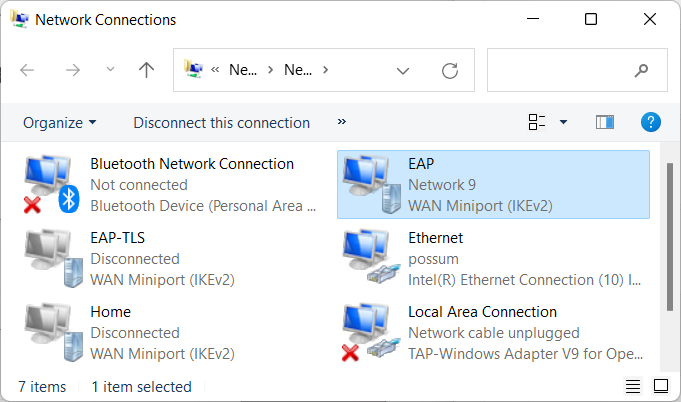 Network Connections
« Ne... > Ne... >
Organize Disconnect this connection »
Bluetooth Network Connection
Not connected
Bluetooth Device (Personal Area ...
EAP
Network 9
WAN Miniport (IKEv2)
EAP-TLS
Disconnected
WAN Miniport (IKEv2)
Ethernet
possum
Intel(R) Ethernet Connection (10) I...
Home
Disconnected
WAN Miniport (IKEv2)
Local Area Connection
Network cable unplugged
TAP-Windows Adapter V9 for Ope...
7 items 1 item selected